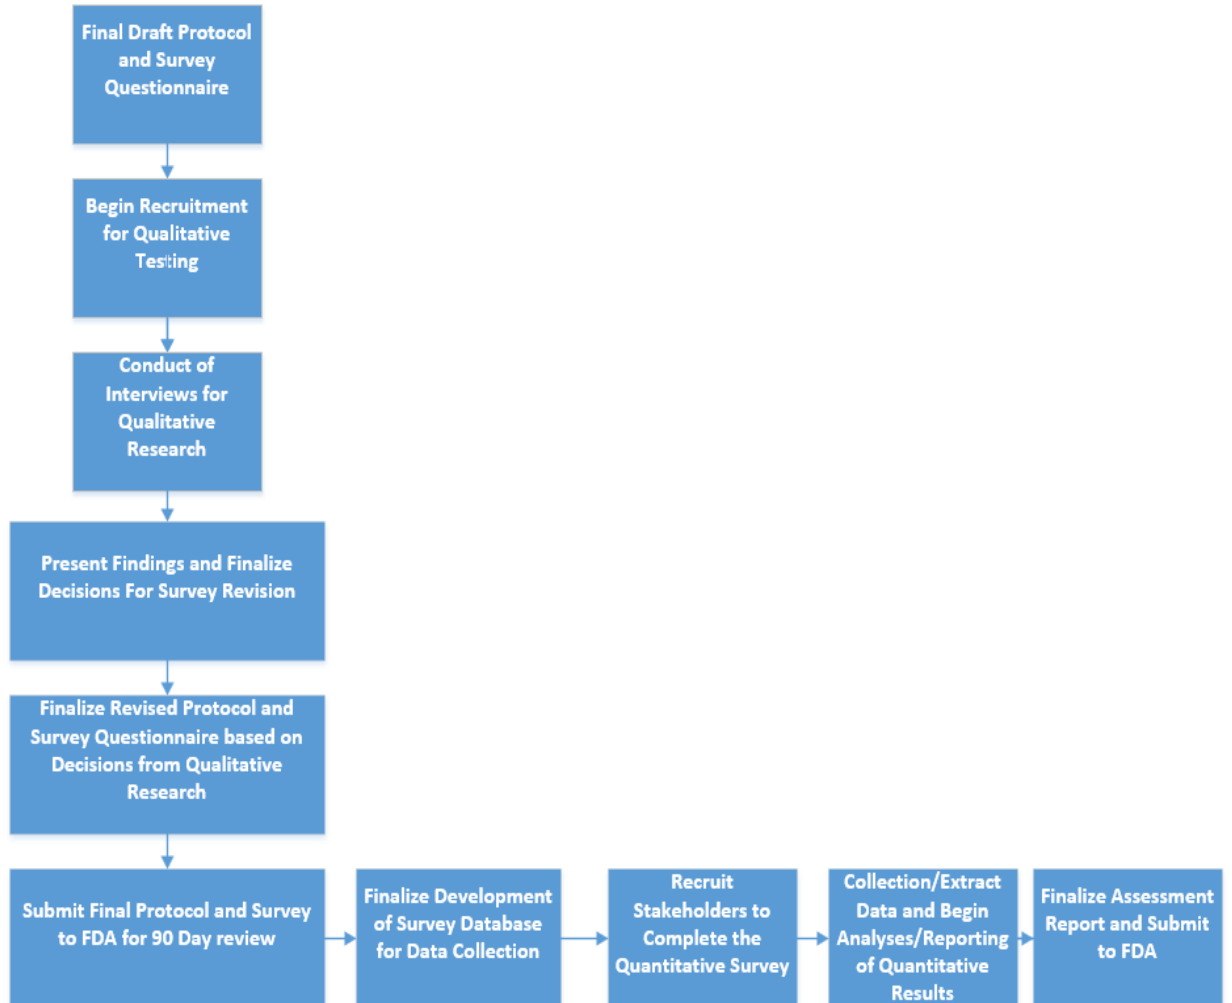 Final Draft Protocol
and Survey
Questionnaire
Begin Recruitment
for Qualitative
Testing
Conduct of
Interviews for
Qualitative
Research
Present Findings and Finalize
Decisions For Survey Revision
Finalize Revised Protocol and
Survey Questionnaire based on
Decisions from Qualitative
Research
Submit Final Protocol and Survey
to FDA for 90 Day review
Finalize Development
of Survey Database
for Data Collection
Recruit
Stakeholders to
Complete the
Quantitative Survey
Collection/Extract
Data and Begin
Analyses/Reporting
of Quantitative
Results
Finalize Assessment
Report and Submit
to FDA